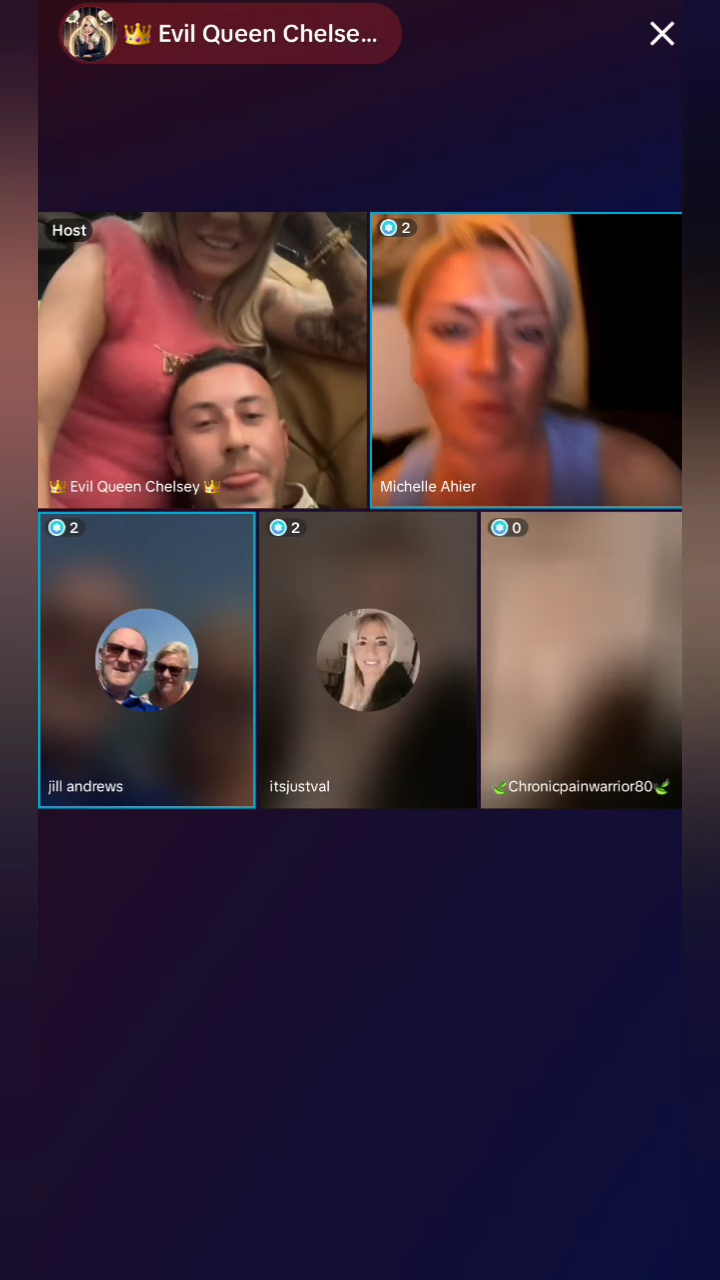 👑 Evil Queen Chelse...
Host
2
👑 Evil Queen Chelsey 👑
Michelle Ahier
2
2
0
jill andrews
itsjustval
🌿Chronicpainwarrior80🌿